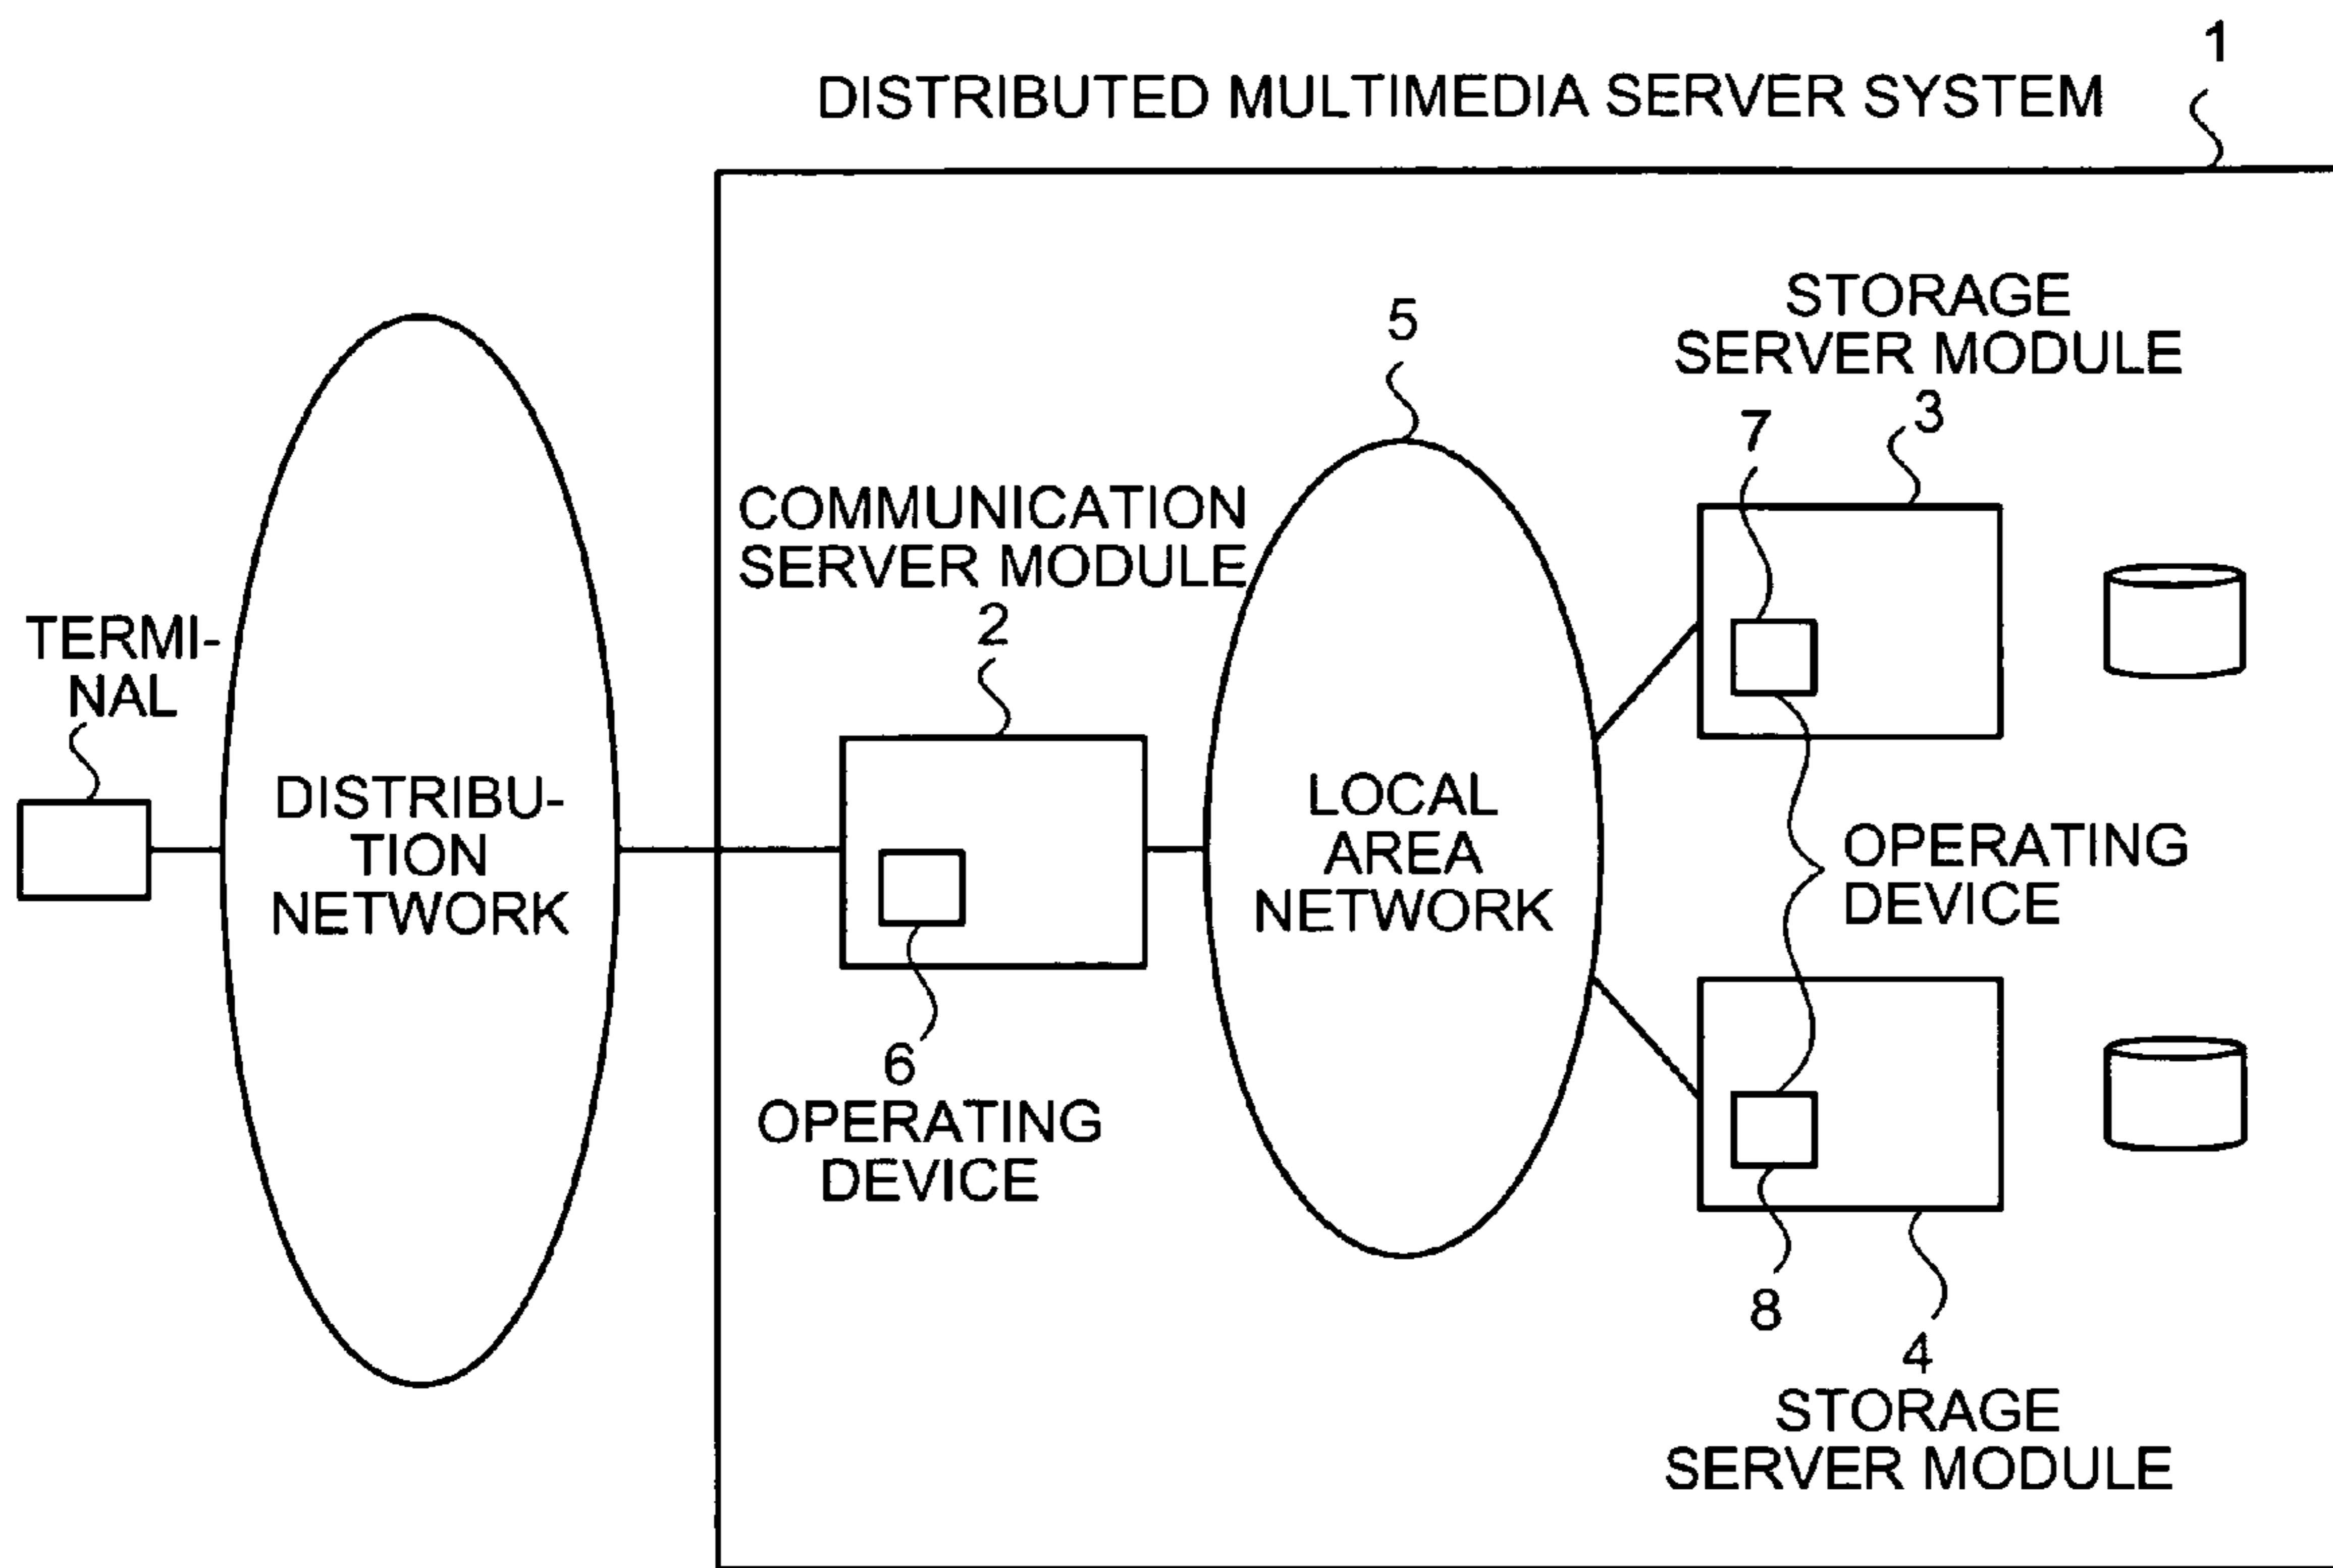 1
DISTRIBUTED MULTIMEDIA SERVER SYSTEM
STORAGE
SERVER MODULE
3
7
5
COMMUNICATION
SERVER MODULE
2
TERMI-
NAL
DISTRIBU-
TION
NETWORK
LOCAL
AREA
NETWORK
OPERATING
DEVICE
6
OPERATING
DEVICE
8
4
STORAGE
SERVER MODULE